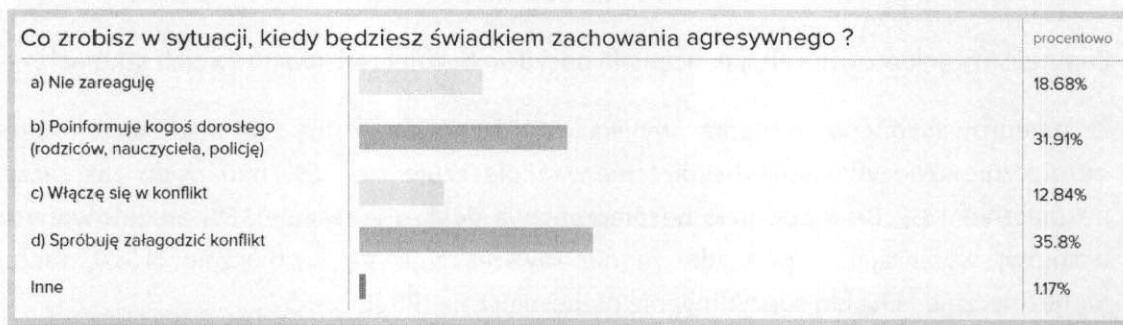 Co zrobisz w sytuacji, kiedy będziesz świadkiem zachowania agresywnego ?
procentowo
a) Nie zareaguję
18.68%
b) Poinformuje kogoś dorosłego
(rodziców, nauczyciela, policję)
31.91%
c) Włączę się w konflikt
12.84%
d) Spróbuję załagodzić konflikt
35.8%
Inne
1.17%